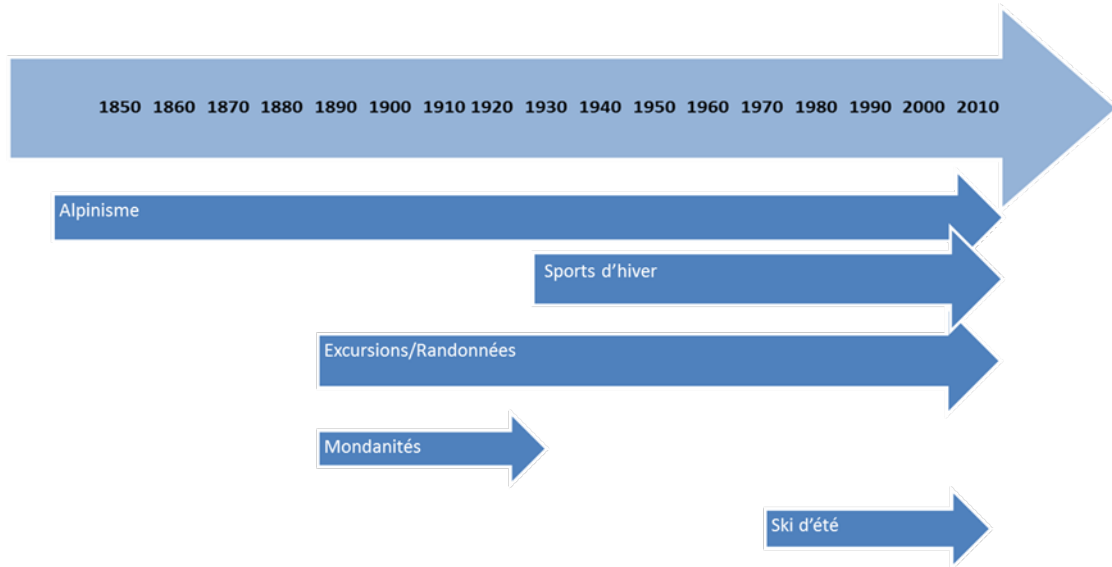 1850 1860 1870 1880 1890 1900 1910 1920 1930 1940 1950 1960 1970 1980 1990 2000 2010
Alpinisme
Sports d’hiver
Excursions/Randonnées
Mondanités
Ski d’été